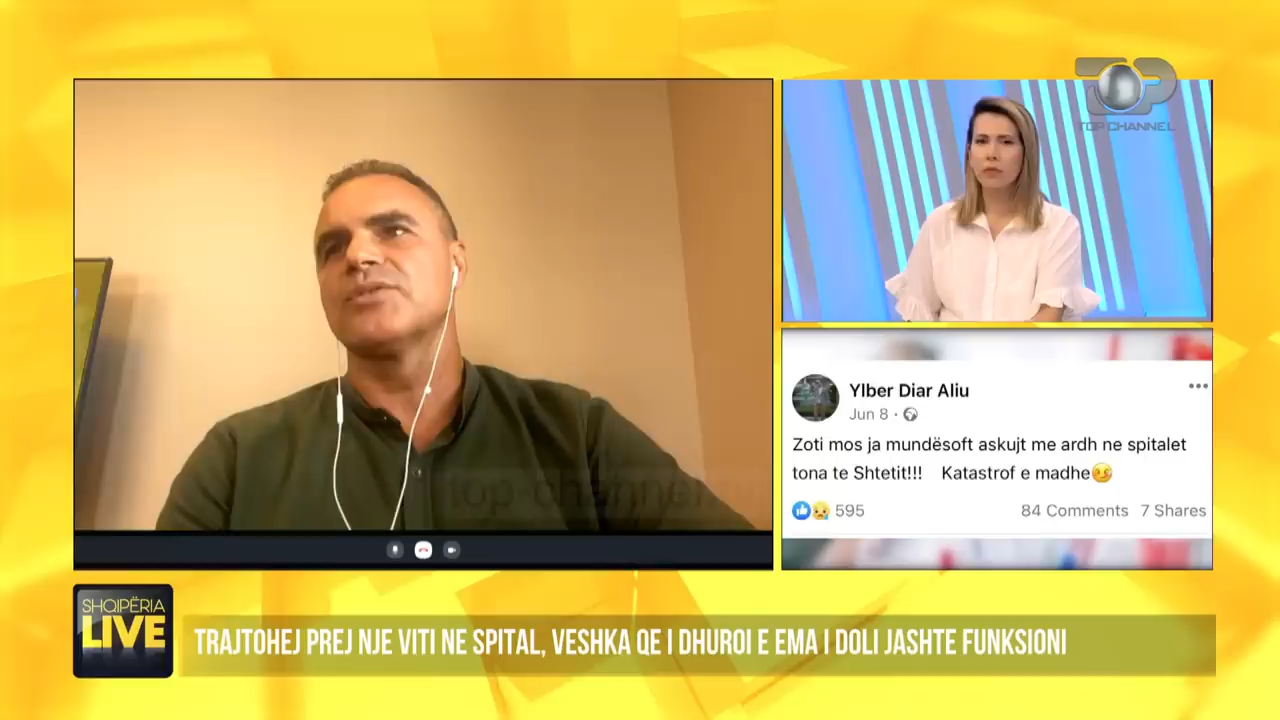 TOP CHANNEL
Ylber Diar Aliu
Jun 8
Zoti mos ja mundësoft askujt me ardh ne spitalet
tona te Shtetit!!! Katastrof e madhe
595 84 Comments 7 Shares
top-channel
SHQIPËRIA
LIVE
TRAJTOHEJ PREJ NJE VITI NE SPITAL, VESHKA QE I DHUROI E EMA I DOLI JASHTE FUNKSIONI